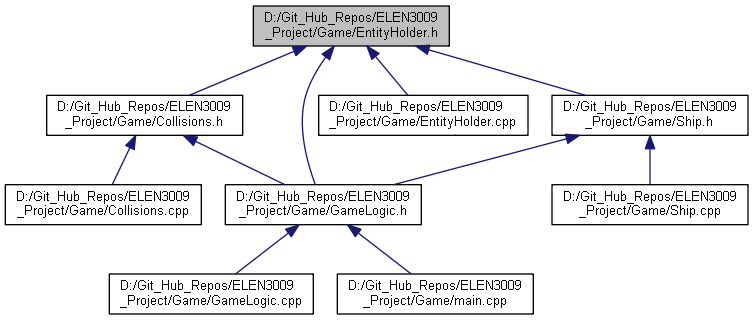 D:/Git_Hub_Repos/ELEN3009
_Project/Game/EntityHolder.h
D:/Git_Hub_Repos/ELEN3009
_Project/Game/Collisions.h
D:/Git_Hub_Repos/ELEN3009
_Project/Game/EntityHolder.cpp
D:/Git_Hub_Repos/ELEN3009
_Project/Game/Ship.h
D:/Git_Hub_Repos/ELEN3009
_Project/Game/Collisions.cpp
D:/Git_Hub_Repos/ELEN3009
_Project/Game/GameLogic.h
D:/Git_Hub_Repos/ELEN3009
_Project/Game/Ship.cpp
D:/Git_Hub_Repos/ELEN3009
_Project/Game/GameLogic.cpp
D:/Git_Hub_Repos/ELEN3009
_Project/Game/main.cpp